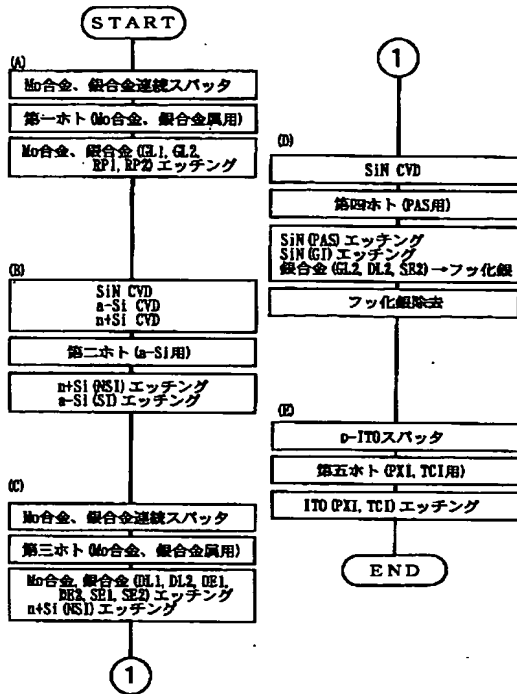 START
(A)
Mo合金、銀合金連続スパッタ
第一ホト(Mo合金、銀合金属用)
Mo合金、銀合金(GL1, GL2,
RP1, RP2)エッチング
(B)
SiN CVD
a-Si CVD
n+Si CVD
第二ホト(a-Si用)
n+Si(NSI)エッチング
a-Si(SI)エッチング
(C)
Mo合金、銀合金連続スパッタ
第三ホト(Mo合金、銀合金属用)
Mo合金, 銀合金(DL1, DL2, DE1,
DE2, SE1, SE2)エッチング
n+Si(NSI)エッチング
1
1
(D)
SiN CVD
第四ホト(PAS用)
SiN(PAS)エッチング
SiN(GI)エッチング
銀合金(GL2, DL2, SE2)→フッ化銀
フッ化銀除去
(E)
p-ITOスパッタ
第五ホト(PX1, TC1用)
ITO(PX1, TC1)エッチング
END